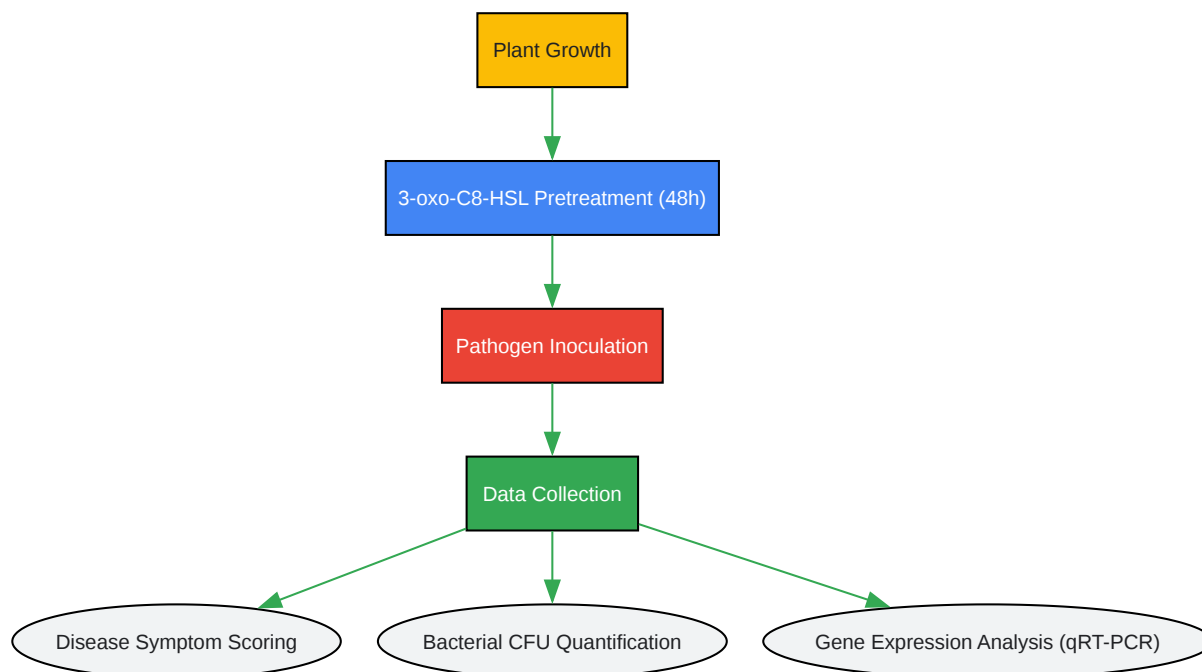 Plant Growth
3-oxo-C8-HSL Pretreatment (48h)
Pathogen Inoculation
Data Collection
Disease Symptom Scoring
Bacterial CFU Quantification
Gene Expression Analysis (qRT-PCR)